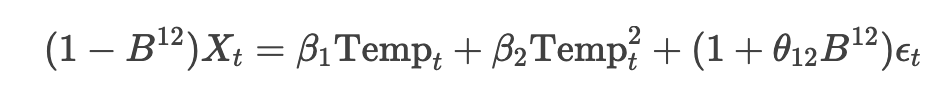 (1 − B¹²)Xₜ = β₁Tempₜ + β₂Tempₜ² + (1 + θ₁₂B¹²)ϵₜ